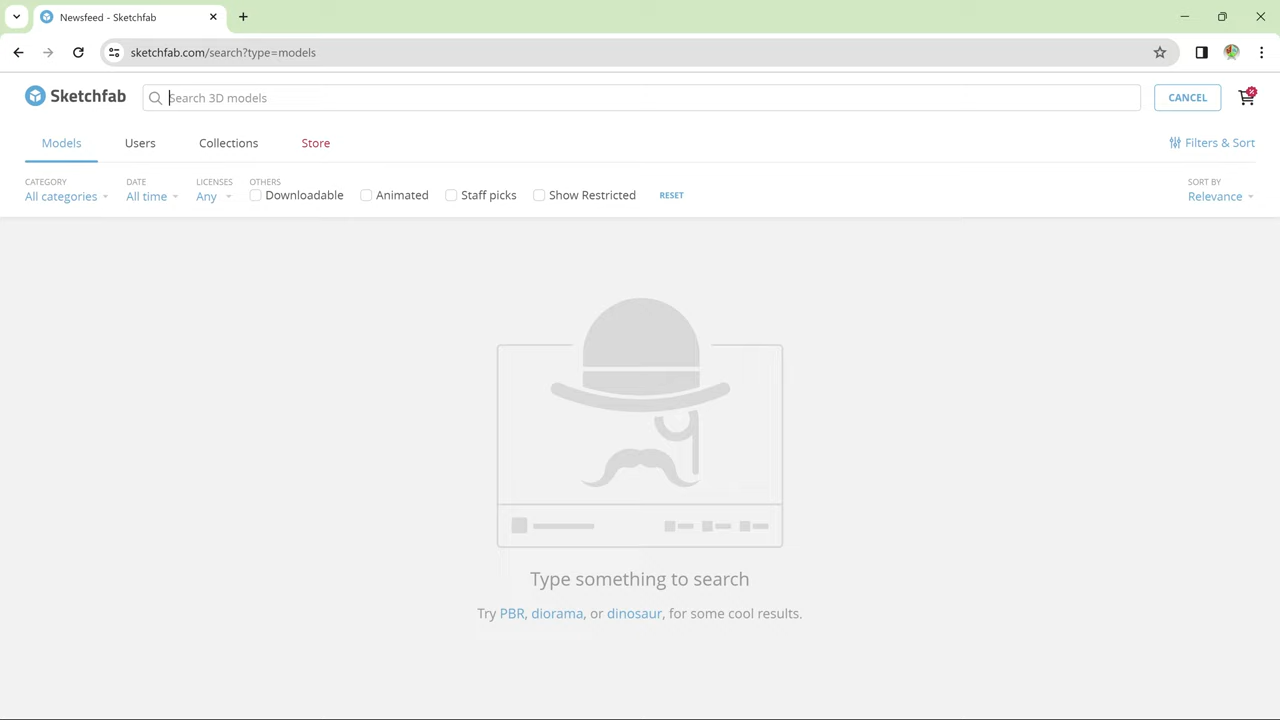 Newsfeed - Sketchfab
sketchfab.com/search?type=models
Sketchfab
Search 3D models
CANCEL
Models
Users
Collections
Store
Filters & Sort
CATEGORY
All categories
DATE
All time
LICENSES
Any
OTHERS
Downloadable
Animated
Staff picks
Show Restricted
RESET
SORT BY
Relevance
Type something to search
Try PBR, diorama, or dinosaur, for some cool results.